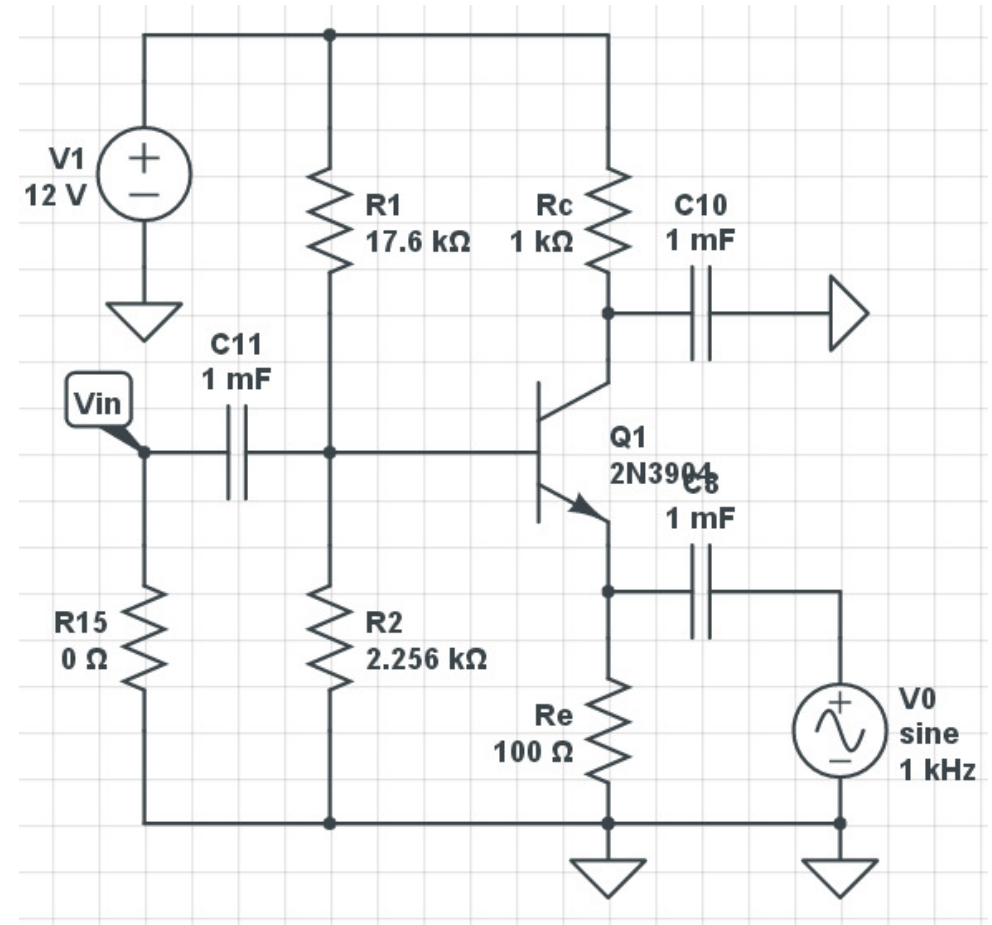 V1
12 V
R1
17.6 kΩ
Rc
1 kΩ
C10
1 mF
C11
1 mF
Vin
Q1
2N3904
C8
1 mF
R15
0 Ω
R2
2.256 kΩ
Re
100 Ω
V0
sine
1 kHz